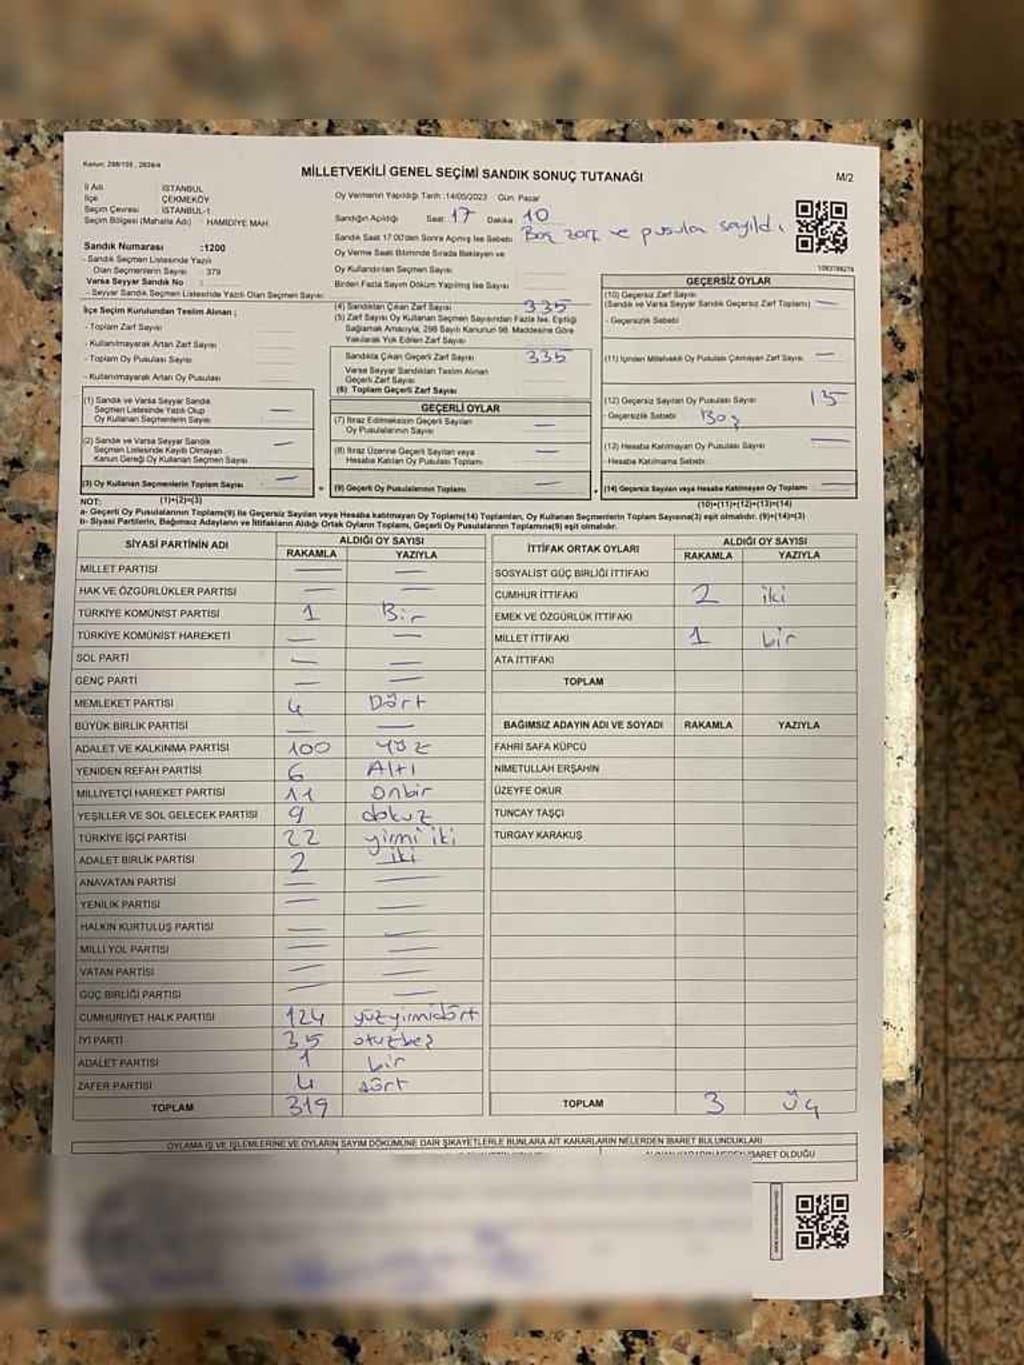 Kanun: 298/105, 2839/4
MİLLETVEKİLİ GENEL SEÇİMİ SANDIK SONUÇ TUTANAĞI
M/2
İl Adı : İSTANBUL
İlçe : ÇEKMEKÖY
Seçim Çevresi : İSTANBUL-1
Seçim Bölgesi (Mahalle Adı) : HAMİDİYE MAH.
Sandık Numarası :1200
- Sandık Seçmen Listesinde Yazılı
Olan Seçmenlerin Sayısı : 379
Varsa Seyyar Sandık No :
- Seyyar Sandık Seçmen Listesinde Yazılı Olan Seçmen Sayısı:
İlçe Seçim Kurulundan Teslim Alınan ;
- Toplam Zarf Sayısı
- Kullanılmayarak Artan Zarf Sayısı
- Toplam Oy Pusulası Sayısı
- Kullanılmayarak Artan Oy Pusulası
Oy Vermenin Yapıldığı Tarih :14/05/2023 Gün: Pazar
Sandığın Açıldığı Saat: 17 Dakika 10
Sandık Saat 17:00'den Sonra Açılmış İse Sebebi: Boş zarf ve pusula sayıldı.
Oy Verme Saati Bitiminde Sırada Bekleyen ve
Oy Kullandırılan Seçmen Sayısı
Birden Fazla Sayım Döküm Yapılmış İse Sayısı
(4) Sandıktan Çıkan Zarf Sayısı 335
(5) Zarf Sayısı Oy Kullanan Seçmen Sayısından Fazla İse, Eşitliği
Sağlamak Amacıyla, 298 Sayılı Kanunun 98. Maddesine Göre
Yakılarak Yok Edilen Zarf Sayısı
Sandıkta Çıkan Geçerli Zarf Sayısı 335
Varsa Seyyar Sandıktan Teslim Alınan
Geçerli Zarf Sayısı
(6) Toplam Geçerli Zarf Sayısı
1083788276
GEÇERSİZ OYLAR
(10) Geçersiz Zarf Sayısı
(Sandık ve Varsa Seyyar Sandık Geçersiz Zarf Toplamı) —
- Geçersizlik Sebebi
(11) İçinden Milletvekili Oy Pusulası Çıkmayan Zarf Sayısı —
(12) Geçersiz Sayılan Oy Pusulası Sayısı 13
- Geçersizlik Sebebi Boş
(13) Hesaba Katılmayan Oy Pusulası Sayısı —
- Hesaba Katılmama Sebebi
(14) Geçersiz Sayılan veya Hesaba Katılmayan Oy Toplamı —
(10)+(11)+(12)+(13)=(14)
(1) Sandık ve Varsa Seyyar Sandık
Seçmen Listesinde Yazılı Olup
Oy Kullanan Seçmenlerin Sayısı —
(2) Sandık ve Varsa Seyyar Sandık
Seçmen Listesinde Kayıtlı Olmayan
Kanun Gereği Oy Kullanan Seçmen Sayısı —
(3) Oy Kullanan Seçmenlerin Toplam Sayısı —
(1)+(2)=(3)
GEÇERLİ OYLAR
(7) İtiraz Edilmeksizin Geçerli Sayılan
Oy Pusulalarının Sayısı —
(8) İtiraz Üzerine Geçerli Sayılan veya
Hesaba Katılan Oy Pusulası Toplamı —
(9) Geçerli Oy Pusulalarının Toplamı —
NOT:
a- Geçerli Oy Pusulalarının Toplamı(9) ile Geçersiz Sayılan veya Hesaba katılmayan Oy Toplamı(14) Toplamları, Oy Kullanan Seçmenlerin Toplam Sayısına(3) eşit olmalıdır. (9)+(14)=(3)
b- Siyasi Partilerin, Bağımsız Adayların ve İttifakların Aldığı Ortak Oyların Toplamı, Geçerli Oy Pusulalarının Toplamına(9) eşit olmalıdır.
SİYASİ PARTİNİN ADI ALDIĞI OY SAYISI
RAKAMLA YAZIYLA
MİLLET PARTİSİ — —
HAK VE ÖZGÜRLÜKLER PARTİSİ — —
TÜRKİYE KOMÜNİST PARTİSİ 1 Bir
TÜRKİYE KOMÜNİST HAREKETİ — —
SOL PARTİ — —
GENÇ PARTİ — —
MEMLEKET PARTİSİ 4 Dört
BÜYÜK BİRLİK PARTİSİ — —
ADALET VE KALKINMA PARTİSİ 100 YÜZ
YENİDEN REFAH PARTİSİ 6 Altı
MİLLİYETÇİ HAREKET PARTİSİ 11 onbir
YEŞİLLER VE SOL GELECEK PARTİSİ 9 dokuz
TÜRKİYE İŞÇİ PARTİSİ 22 yirmi iki
ADALET BİRLİK PARTİSİ 2 iki
ANAVATAN PARTİSİ — —
YENİLİK PARTİSİ — —
HALKIN KURTULUŞ PARTİSİ — —
MİLLİ YOL PARTİSİ — —
VATAN PARTİSİ — —
GÜÇ BİRLİĞİ PARTİSİ — —
CUMHURİYET HALK PARTİSİ 124 yüzyirmidört
İYİ PARTİ 35 otuzbeş
ADALET PARTİSİ 1 bir
ZAFER PARTİSİ 4 dört
TOPLAM 319
İTTİFAK ORTAK OYLARI ALDIĞI OY SAYISI
RAKAMLA YAZIYLA
SOSYALİST GÜÇ BİRLİĞİ İTTİFAKI
CUMHUR İTTİFAKI 2 iki
EMEK VE ÖZGÜRLÜK İTTİFAKI
MİLLET İTTİFAKI 1 bir
ATA İTTİFAKI
TOPLAM
BAĞIMSIZ ADAYIN ADI VE SOYADI RAKAMLA YAZIYLA
FAHRİ SAFA KÜPCÜ
NİMETULLAH ERŞAHİN
ÜZEYFE OKUR
TUNCAY TAŞÇI
TURGAY KARAKUŞ
TOPLAM 3 Üç
OYLAMA İŞ VE İŞLEMLERİNE VE OYLARIN SAYIM DÖKÜMÜNE DAİR ŞİKAYETLERLE BUNLARA AİT KARARLARIN NELERDEN İBARET BULUNDUKLARI
İBARET OLDUĞU